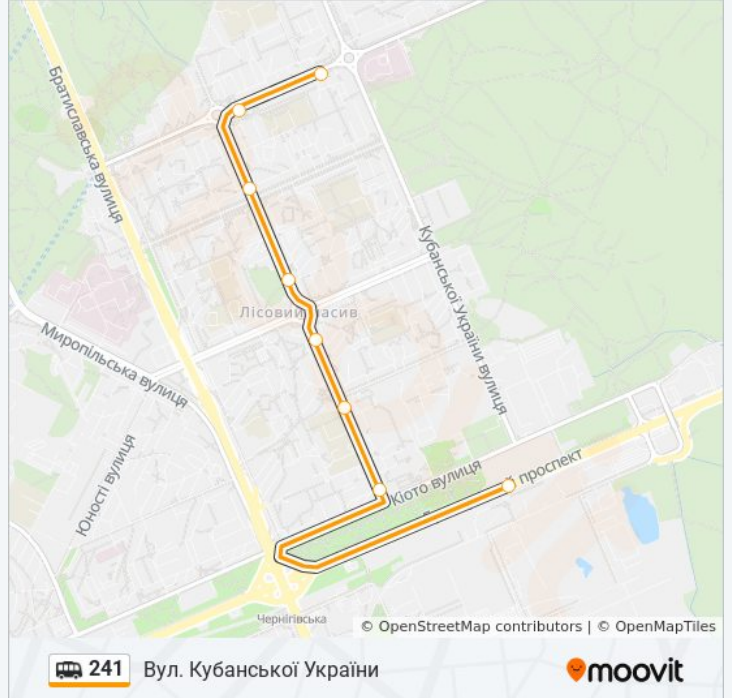 Братиславська вулиця
Кубанської України вулиця
Лісовий масив
Миропільська вулиця
Юності вулиця
Кіото вулиця
й проспект
Чернігівська
© OpenStreetMap contributors | © OpenMapTiles
241 Вул. Кубанської України
moovit